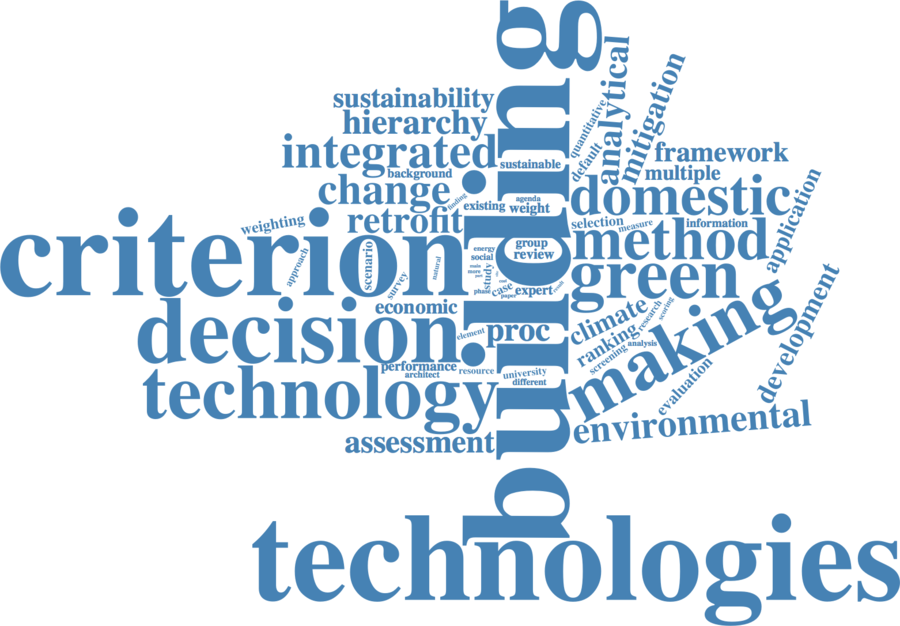 building
analytical
mitigation
quantitative
default
sustainability
hierarchy
integrated
sustainable
background
change
finding
existing
agenda
weight
retrofit
weighting
criterion
approach
scenario
survey
natural
energy
social
group
review
study
phase
case
paper
expert
economic
decision
element
proc
performance
architect
resource
university
different
technology
assessment
framework
multiple
domestic
selection
measure
information
application
method
green
climate
ranking
research
scoring
screening
analysis
making
evaluation
development
environmental
technologies